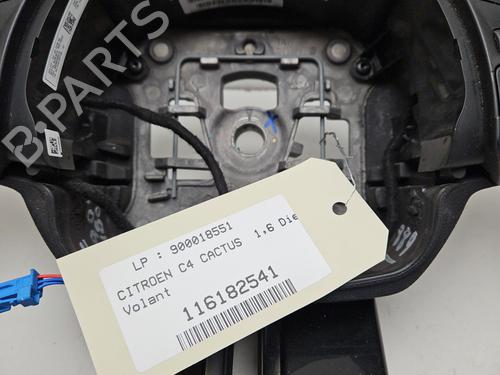 B-PARTS
LP : 900018551
CITROEN C4 CACTUS 1,6 Die
Volant
116182541